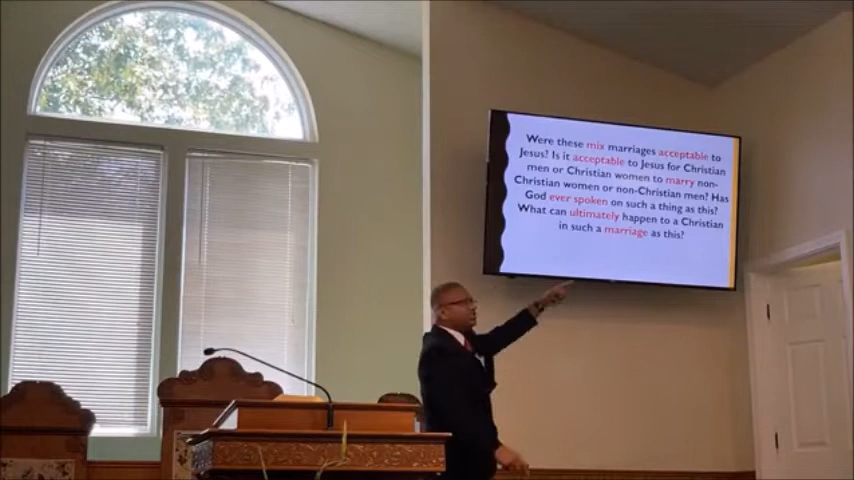 Were these mix marriages acceptable to
Jesus? Is it acceptable to Jesus for Christian
men or Christian women to marry non-
Christian women or non-Christian men? Has
God ever spoken on such a thing as this?
What can ultimately happen to a Christian
in such a marriage as this?